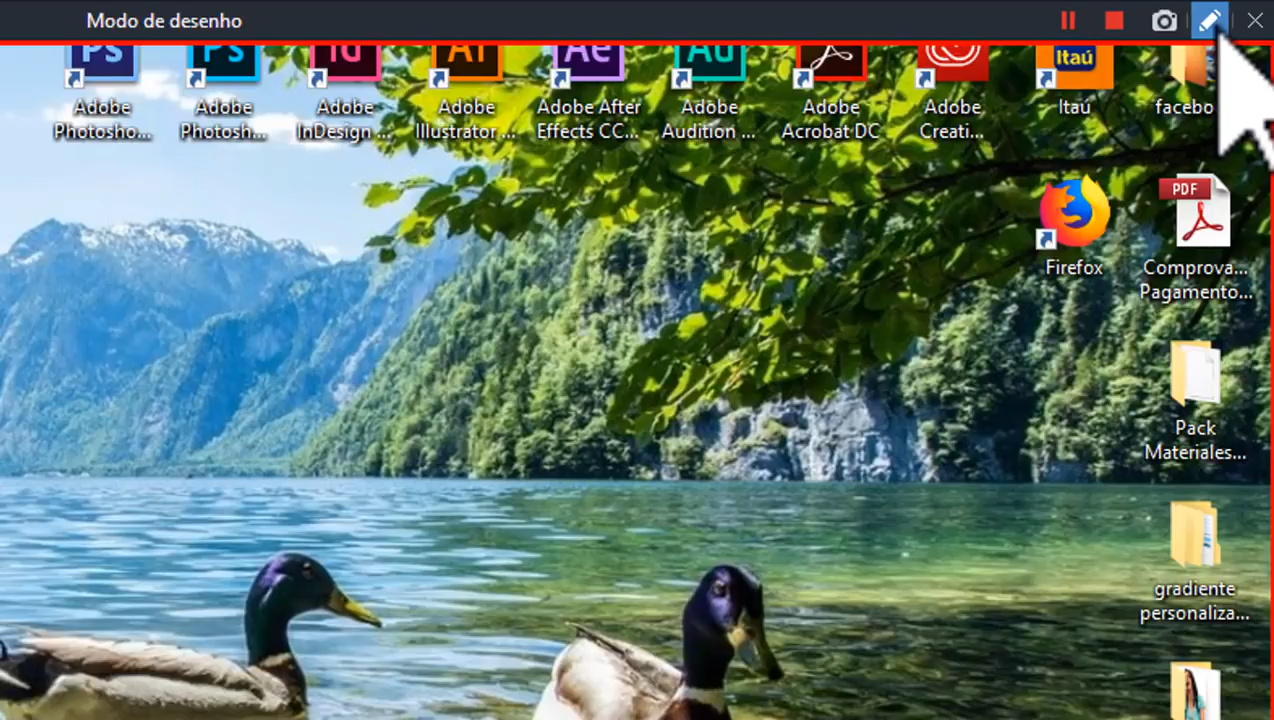 Modo de desenho
Ps
Ps
Id
Ai
Ae
Au
Itaú
Adobe Photosho...
Adobe Photosh...
Adobe InDesign ...
Adobe Illustrator ...
Adobe After Effects CC...
Adobe Audition ...
Adobe Acrobat DC
Adobe Creati...
Itaú
facebo
PDF
Firefox
Comprova...
Pagamento...
Pack
Materiales...
gradiente
personaliza...